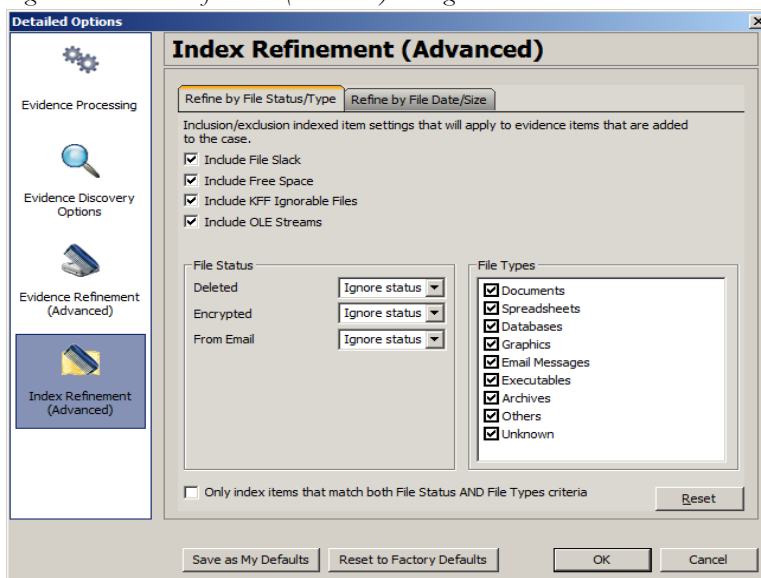 Detailed Options
Index Refinement (Advanced)
Evidence Processing
Evidence Discovery
Options
Evidence Refinement
(Advanced)
Index Refinement
(Advanced)
Refine by File Status/Type
Refine by File Date/Size
Inclusion/exclusion indexed item settings that will apply to evidence items that are added
to the case.
Include File Slack
Include Free Space
Include KFF Ignorable Files
Include OLE Streams
File Status
Deleted Ignore status
Encrypted Ignore status
From Email Ignore status
File Types
Documents
Spreadsheets
Databases
Graphics
Email Messages
Executables
Archives
Others
Unknown
Only index items that match both File Status AND File Types criteria
Reset
Save as My Defaults
Reset to Factory Defaults
OK
Cancel